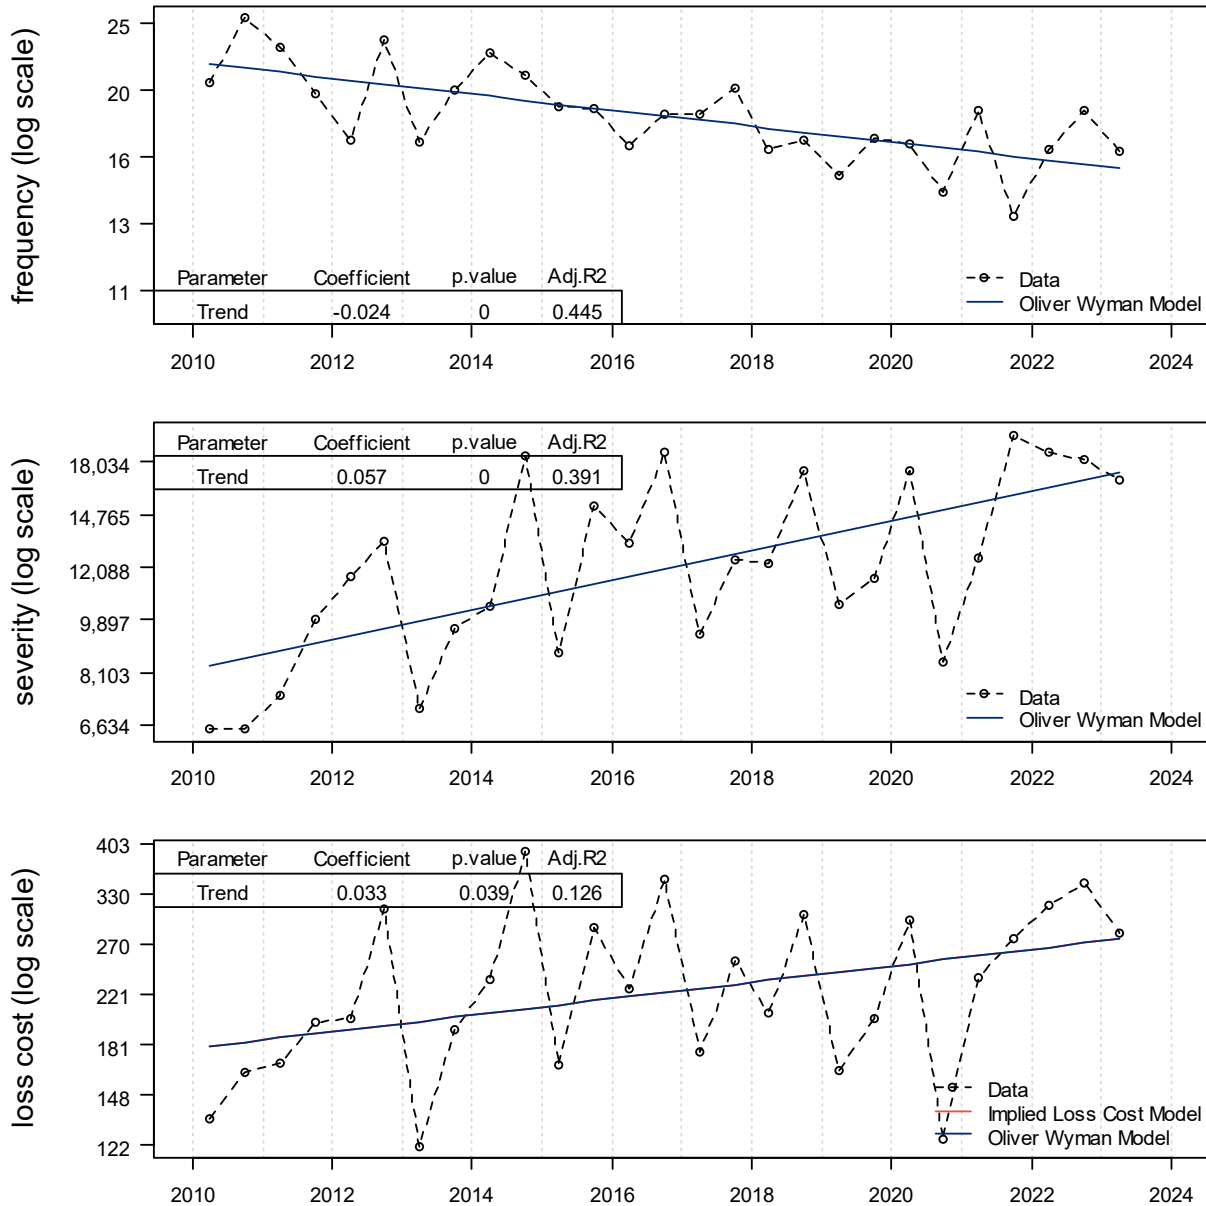 frequency (log scale)
25
20
16
13
11
Parameter Coefficient p.value Adj.R2
Trend -0.024 0 0.445
Data
Oliver Wyman Model
2010 2012 2014 2016 2018 2020 2022 2024
severity (log scale)
18,034
14,765
12,088
9,897
8,103
6,634
Parameter Coefficient p.value Adj.R2
Trend 0.057 0 0.391
Data
Oliver Wyman Model
2010 2012 2014 2016 2018 2020 2022 2024
loss cost (log scale)
403
330
270
221
181
148
122
Parameter Coefficient p.value Adj.R2
Trend 0.033 0.039 0.126
Data
Implied Loss Cost Model
Oliver Wyman Model
2010 2012 2014 2016 2018 2020 2022 2024